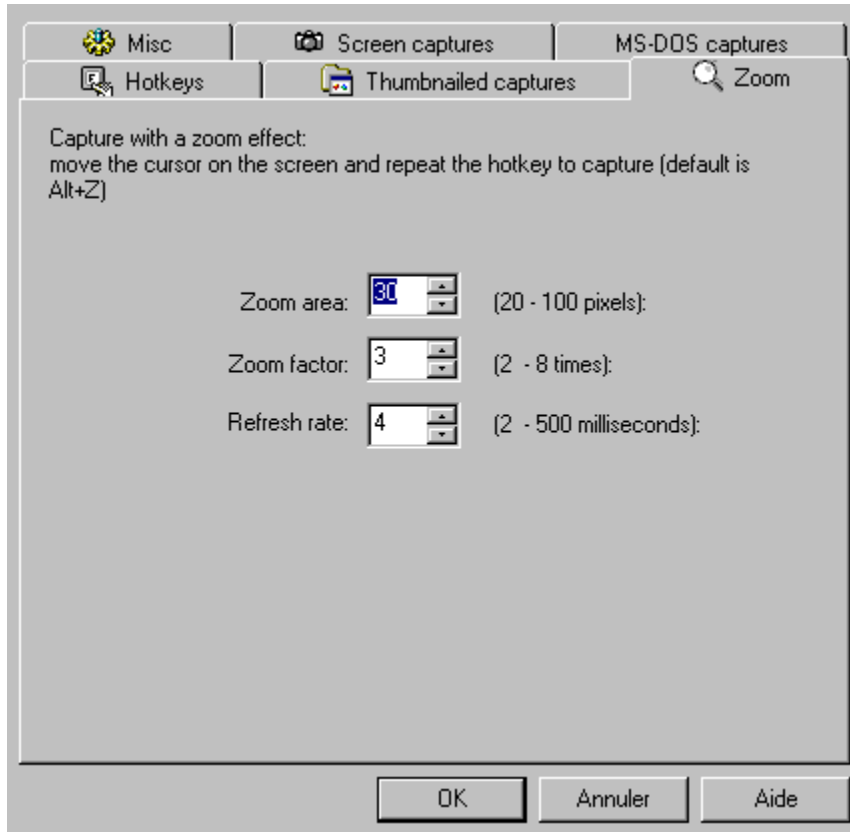 Misc
Screen captures
MS-DOS captures
Hotkeys
Thumbnailed captures
Zoom
Capture with a zoom effect:
move the cursor on the screen and repeat the hotkey to capture (default is
Alt+Z)
Zoom area: 30 (20 - 100 pixels):
Zoom factor: 3 (2 - 8 times):
Refresh rate: 4 (2 - 500 milliseconds):
OK
Annuler
Aide